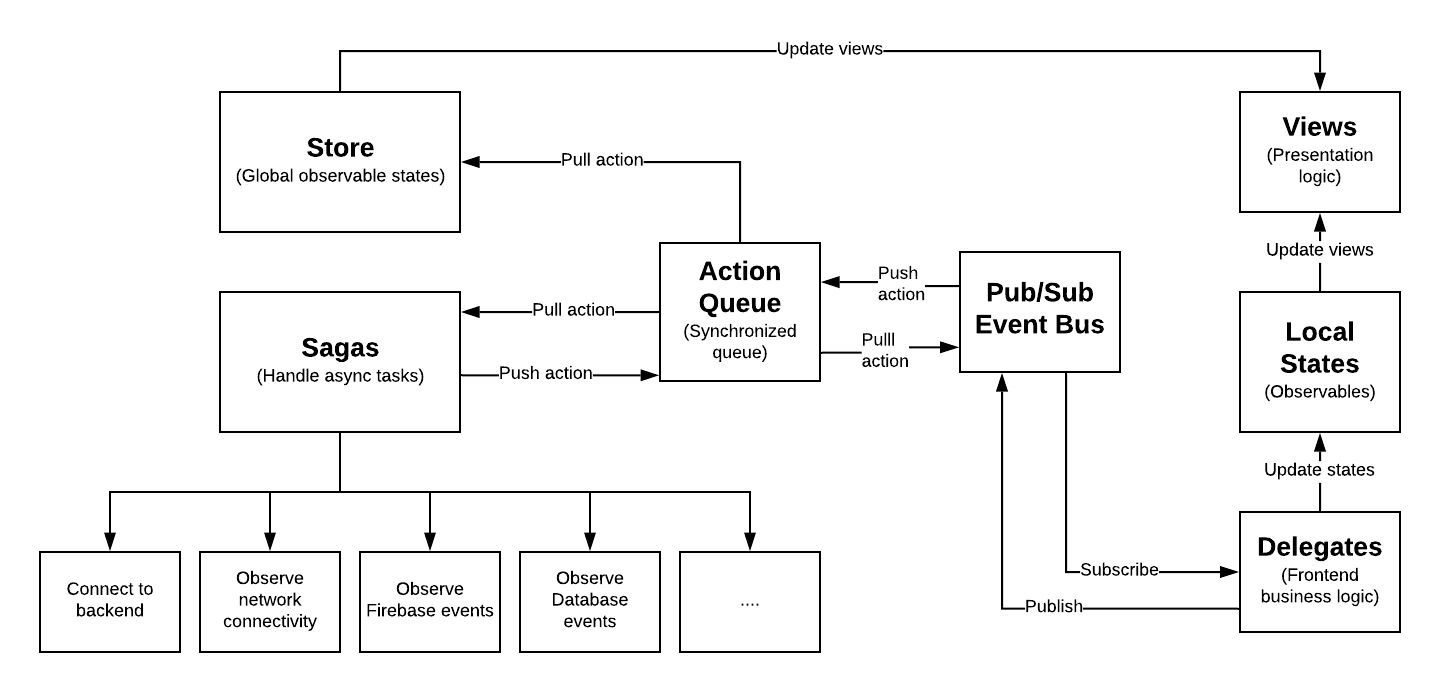 Update views
Store
(Global observable states)
Views
(Presentation
logic)
Pull action
Action
Queue
(Synchronized
queue)
Push
action
Pulll
action
Pub/Sub
Event Bus
Update views
Sagas
(Handle async tasks)
Pull action
Push action
Local
States
(Observables)
Update states
Delegates
(Frontend
business logic)
Subscribe
Publish
Connect to
backend
Observe
network
connectivity
Observe
Firebase events
Observe
Database
events
....